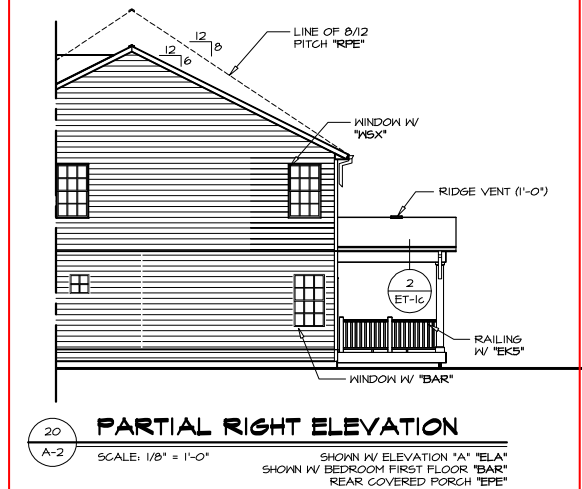 12
8
12
6
LINE OF 8/12
PITCH "RPE"
WINDOW W/
"WSX"
RIDGE VENT (1'-0")
2
ET-1c
RAILING
W/ "EK5"
WINDOW W/ "BAR"
20
A-2
PARTIAL RIGHT ELEVATION
SCALE: 1/8" = 1'-0"
SHOWN W/ ELEVATION "A" "ELA"
SHOWN W/ BEDROOM FIRST FLOOR "BAR"
REAR COVERED PORCH "EPE"